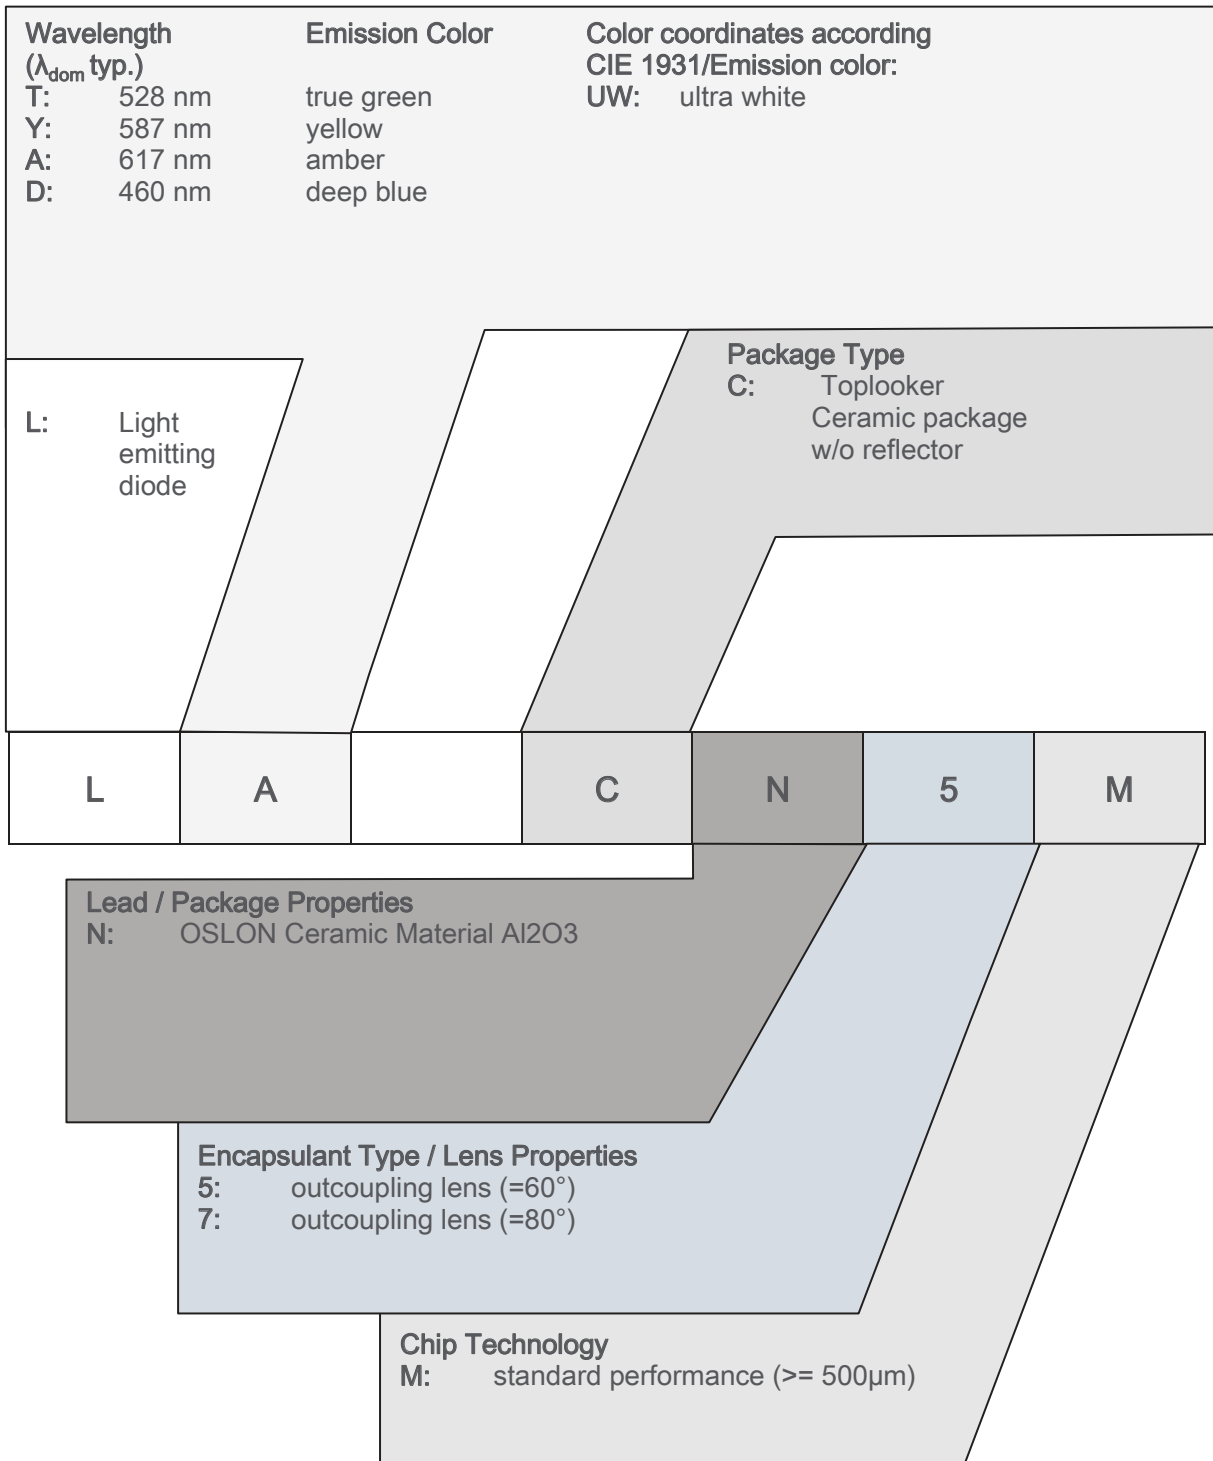 Wavelength Emission Color Color coordinates according
(λdom typ.) CIE 1931/Emission color:
T: 528 nm true green UW: ultra white
Y: 587 nm yellow
A: 617 nm amber
D: 460 nm deep blue
Package Type
C: Toplooker
Ceramic package
w/o reflector
L: Light
emitting
diode
L A C N 5 M
Lead / Package Properties
N: OSLON Ceramic Material Al2O3
Encapsulant Type / Lens Properties
5: outcoupling lens (=60°)
7: outcoupling lens (=80°)
Chip Technology
M: standard performance (>= 500µm)